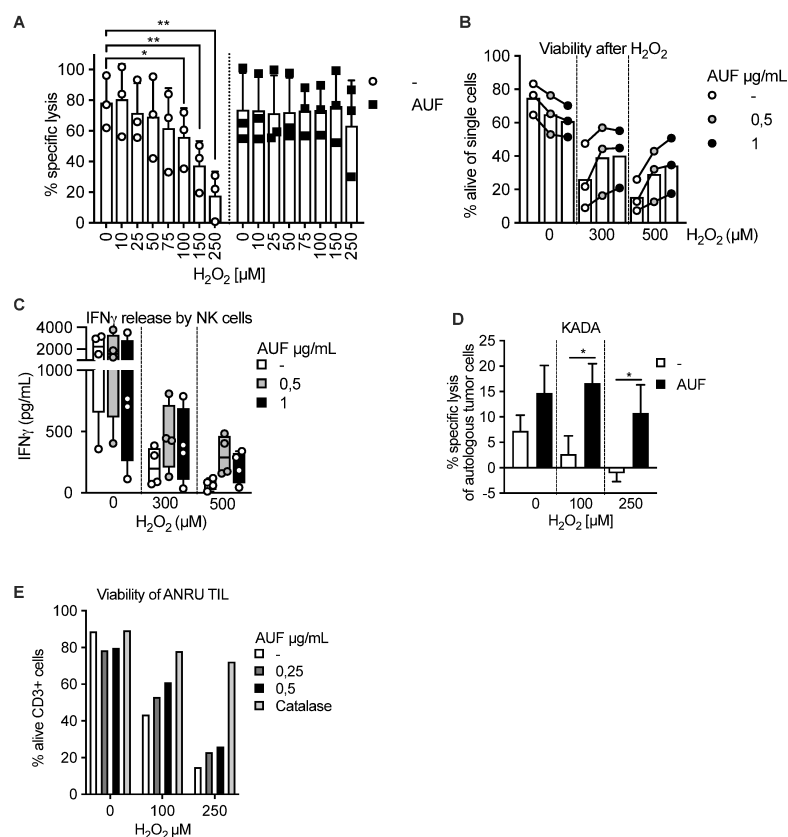 A
**
**
*
100
80
60
40
20
0
% specific lysis
0 10 25 50 75 100 150 250 0 10 25 50 75 100 150 250
H2O2 [µM]
-
AUF
B
Viability after H2O2
100
80
60
40
20
0
% alive of single cells
0 300 500 H2O2 (µM)
AUF µg/mL
-
0,5
1
C
IFNγ release by NK cells
4000
2000
1000
500
0
IFNγ (pg/mL)
0 300 500
H2O2 (µM)
AUF µg/mL
-
0,5
1
D
KADA
25
20
15
10
5
0
-5
% specific lysis
of autologous tumor cells
*
*
0 100 250
H2O2 [µM]
-
AUF
E
Viability of ANRU TIL
100
80
60
40
20
0
% alive CD3+ cells
0 100 250
H2O2 µM
AUF µg/mL
-
0,25
0,5
Catalase